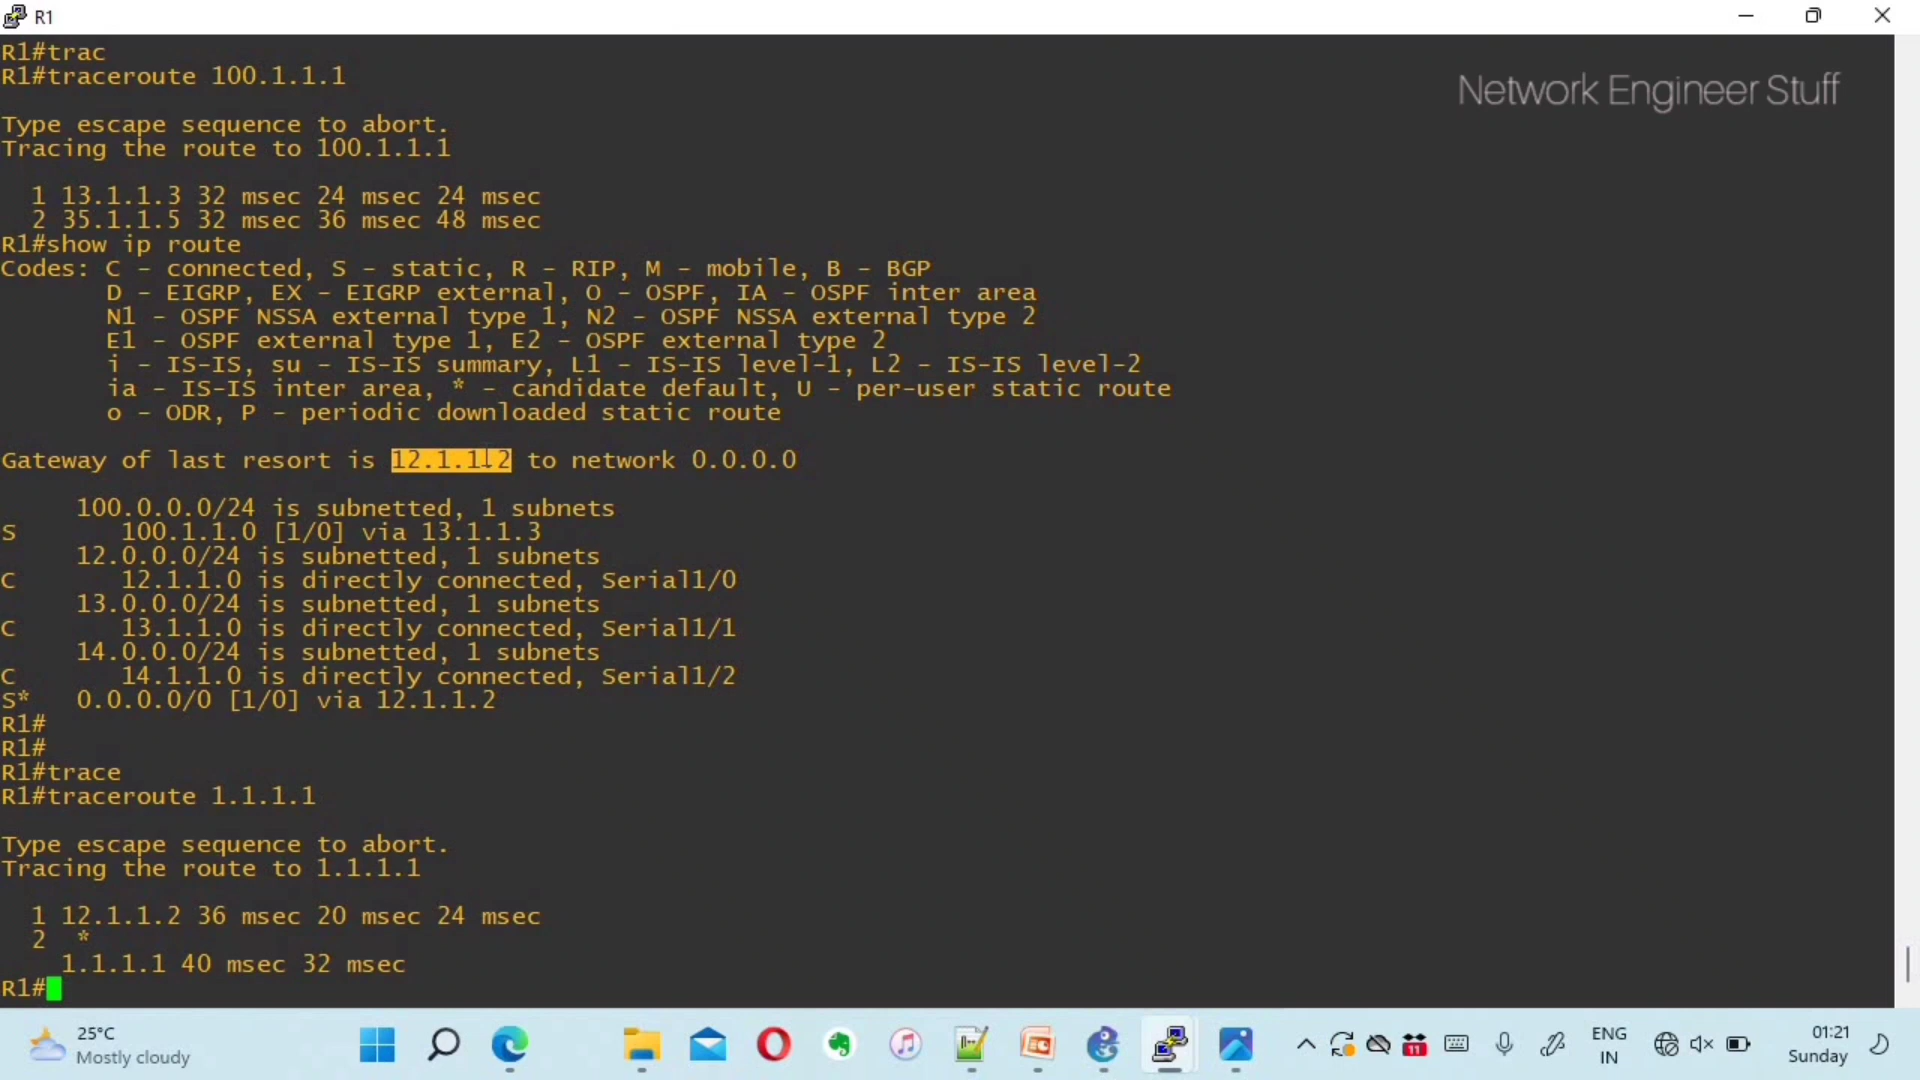 R1
R1#trac
R1#traceroute 100.1.1.1
Network Engineer Stuff
Type escape sequence to abort.
Tracing the route to 100.1.1.1
1 13.1.1.3 32 msec 24 msec 24 msec
2 35.1.1.5 32 msec 36 msec 48 msec
R1#show ip route
Codes: C - connected, S - static, R - RIP, M - mobile, B - BGP
D - EIGRP, EX - EIGRP external, O - OSPF, IA - OSPF inter area
N1 - OSPF NSSA external type 1, N2 - OSPF NSSA external type 2
E1 - OSPF external type 1, E2 - OSPF external type 2
i - IS-IS, su - IS-IS summary, L1 - IS-IS level-1, L2 - IS-IS level-2
ia - IS-IS inter area, * - candidate default, U - per-user static route
o - ODR, P - periodic downloaded static route
Gateway of last resort is 12.1.1.2 to network 0.0.0.0
100.0.0.0/24 is subnetted, 1 subnets
S 100.1.1.0 [1/0] via 13.1.1.3
12.0.0.0/24 is subnetted, 1 subnets
C 12.1.1.0 is directly connected, Serial1/0
13.0.0.0/24 is subnetted, 1 subnets
C 13.1.1.0 is directly connected, Serial1/1
14.0.0.0/24 is subnetted, 1 subnets
C 14.1.1.0 is directly connected, Serial1/2
S* 0.0.0.0/0 [1/0] via 12.1.1.2
R1#
R1#
R1#trace
R1#traceroute 1.1.1.1
Type escape sequence to abort.
Tracing the route to 1.1.1.1
1 12.1.1.2 36 msec 20 msec 24 msec
2 *
1.1.1.1 40 msec 32 msec
R1#
25°C
Mostly cloudy
11
ENG
IN
01:21
Sunday